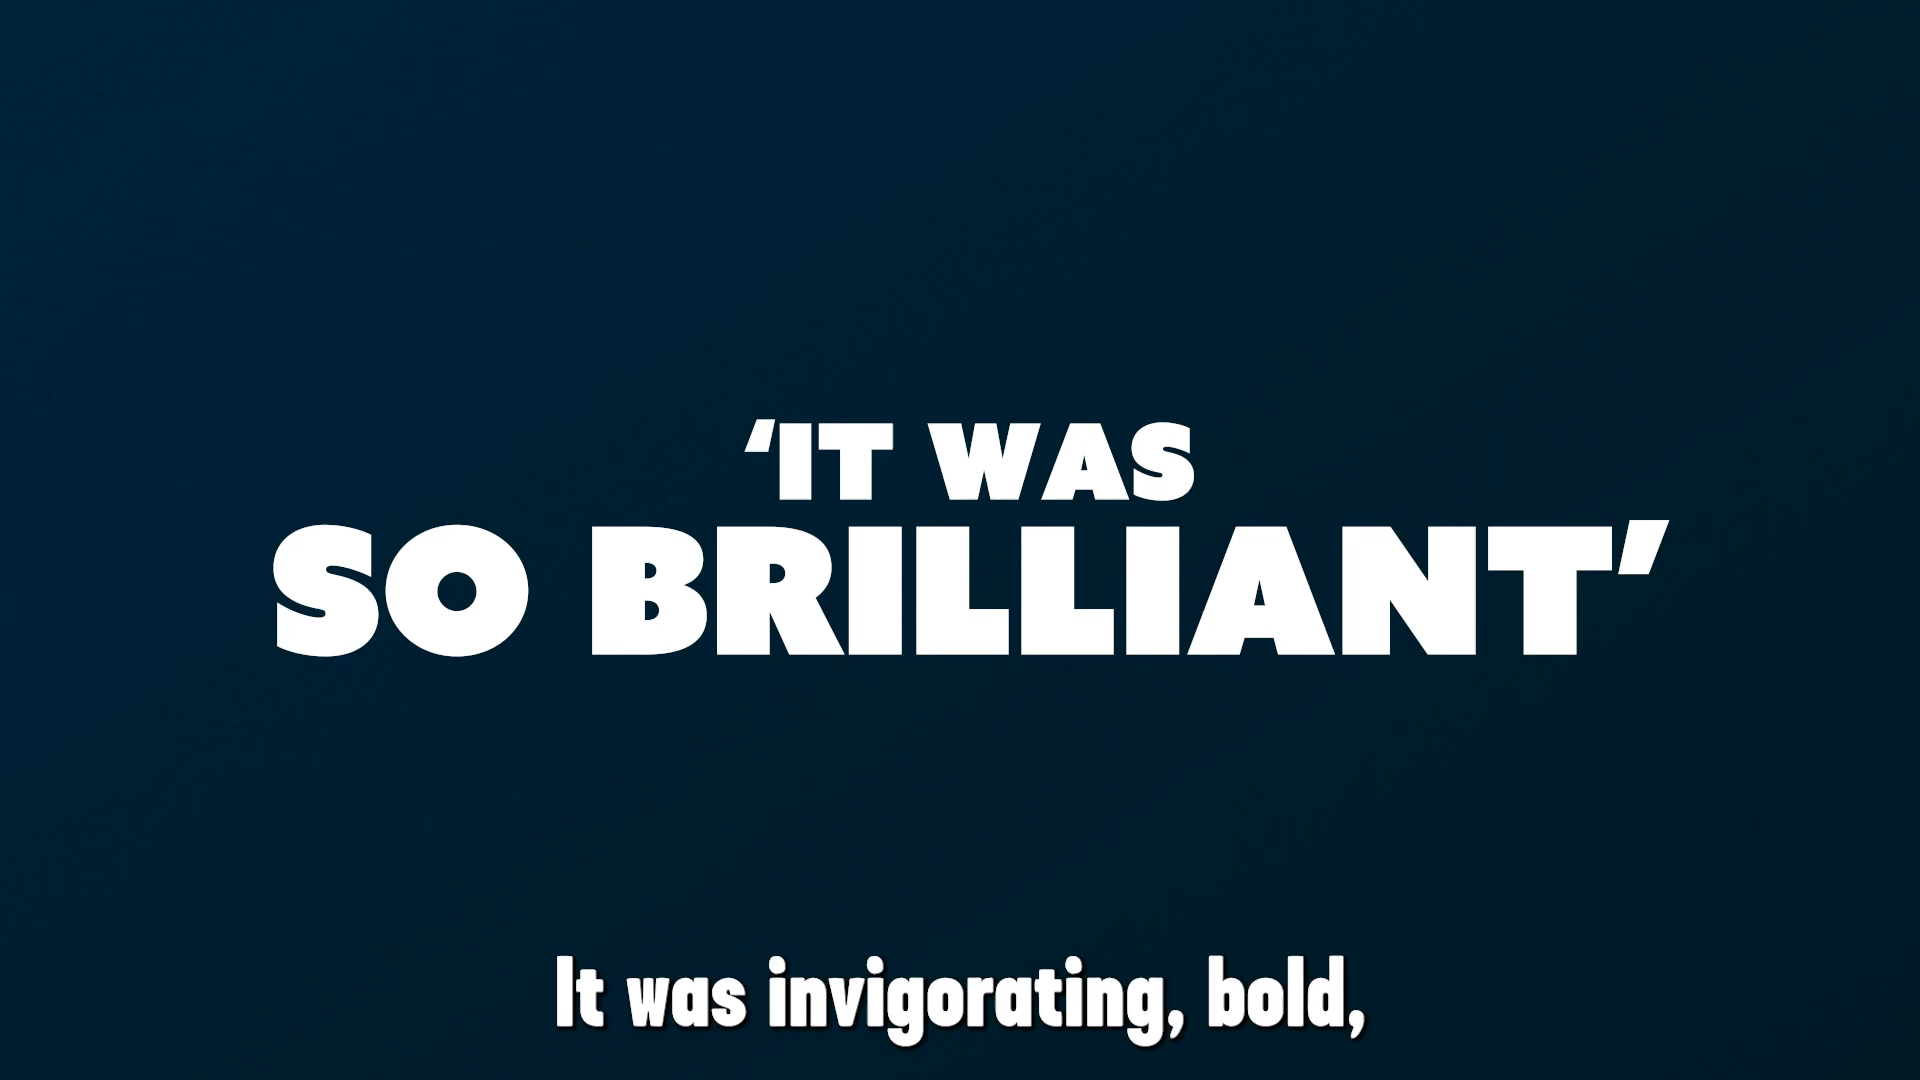 ‘IT WAS
SO BRILLIANT’
It was invigorating, bold,